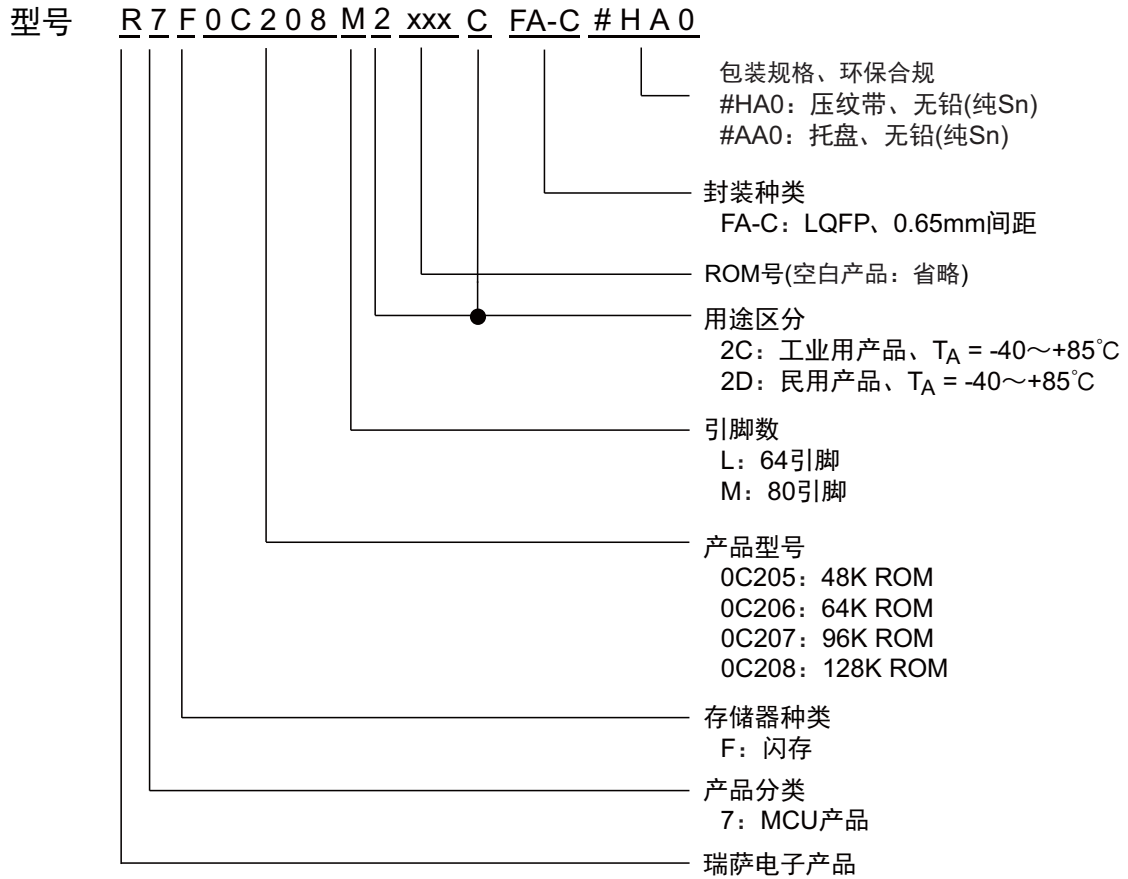 型号 R 7 F 0 C 2 0 8 M 2 xxx C FA-C # H A 0
包装规格、环保合规
#HA0：压纹带、无铅(纯Sn)
#AA0：托盘、无铅(纯Sn)
封装种类
FA-C：LQFP、0.65mm间距
ROM号(空白产品：省略)
用途区分
2C：工业用产品、TA = -40～+85℃
2D：民用产品、TA = -40～+85℃
引脚数
L：64引脚
M：80引脚
产品型号
0C205：48K ROM
0C206：64K ROM
0C207：96K ROM
0C208：128K ROM
存储器种类
F：闪存
产品分类
7：MCU产品
瑞萨电子产品